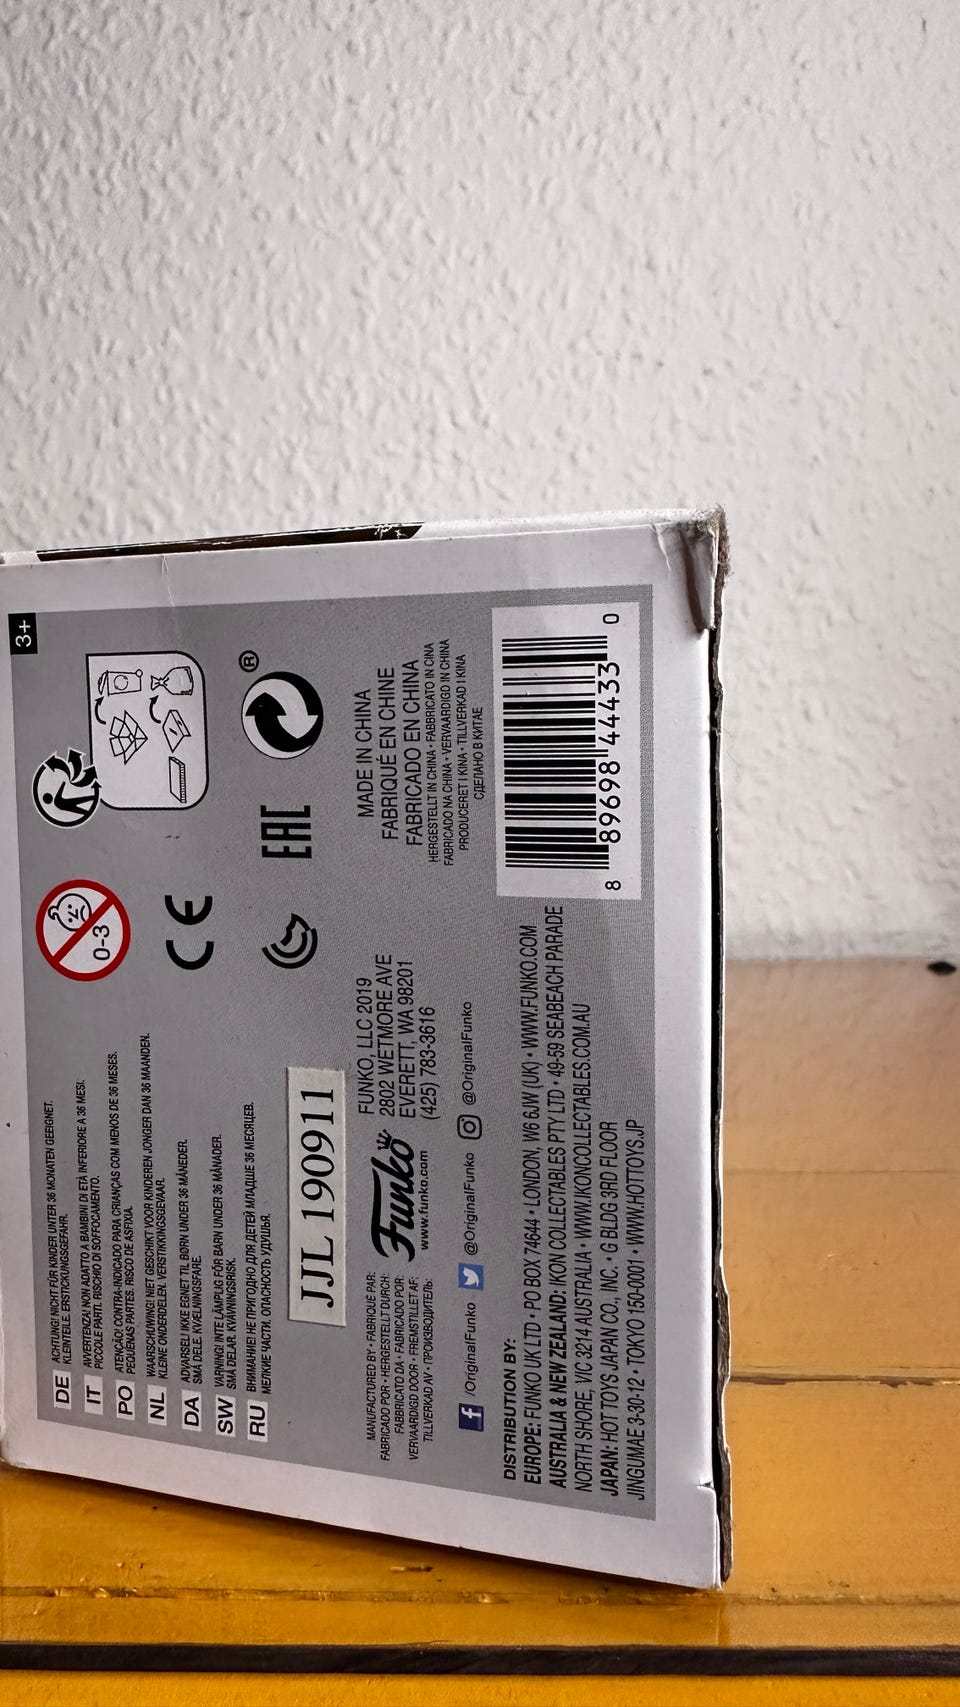 3+
DE ACHTUNG! NICHT FÜR KINDER UNTER 36 MONATEN GEEIGNET.
KLEINTEILE. ERSTICKUNGSGEFAHR.
IT AVVERTENZA! NON ADATTO A BAMBINI DI ETÀ INFERIORE A 36 MESI.
PICCOLE PARTI. RISCHIO DI SOFFOCAMENTO.
PO ATENÇÃO! CONTRA-INDICADO PARA CRIANÇAS COM MENOS DE 36 MESES.
PEQUENAS PARTES. RISCO DE ASFIXIA.
NL WAARSCHUWING! NIET GESCHIKT VOOR KINDEREN JONGER DAN 36 MAANDEN.
KLEINE ONDERDELEN. VERSTIKKINGSGEVAAR.
DA ADVARSEL! IKKE EGNET TIL BØRN UNDER 36 MÅNEDER.
SMÅ DELE. KVÆLNINGSFARE.
SW VARNING! INTE LÄMPLIG FÖR BARN UNDER 36 MÅNADER.
SMÅ DELAR. KVÄVNINGSRISK.
RU ВНИМАНИЕ! НЕ ПРИГОДНО ДЛЯ ДЕТЕЙ МЛАДШЕ 36 МЕСЯЦЕВ.
МЕЛКИЕ ЧАСТИ. ОПАСНОСТЬ УДУШЬЯ.
0-3
CE
EAC
®
JJL 190911
MANUFACTURED BY • FABRIQUÉ PAR:
FABRICADO POR • HERGESTELLT DURCH:
FABBRICATO DA • FABRICADO POR:
VERVAARDIGD DOOR • FREMSTILLET AF:
TILLVERKAD AV • ПРОИЗВОДИТЕЛЬ:
Funko
www.funko.com
FUNKO, LLC 2019
2802 WETMORE AVE
EVERETT, WA 98201
(425) 783-3616
MADE IN CHINA
FABRIQUÉ EN CHINE
FABRICADO EN CHINA
HERGESTELLT IN CHINA • FABBRICATO IN CINA
FABRICADO NA CHINA • VERVAARDIGD IN CHINA
PRODUCERET I KINA • TILLVERKAD I KINA
СДЕЛАНО В КИТАЕ
f /OriginalFunko @OriginalFunko @OriginalFunko
DISTRIBUTION BY:
EUROPE: FUNKO UK LTD • PO BOX 74644 • LONDON, W6 6JW (UK) • WWW.FUNKO.COM
AUSTRALIA & NEW ZEALAND: IKON COLLECTABLES PTY LTD • 49-59 SEABEACH PARADE
NORTH SHORE, VIC 3214 AUSTRALIA • WWW.IKONCOLLECTABLES.COM.AU
JAPAN: HOT TOYS JAPAN CO., INC. • G BLDG 3RD FLOOR
JINGUMAE 3-30-12 • TOKYO 150-0001 • WWW.HOTTOYS.JP
8 89698 44433 0